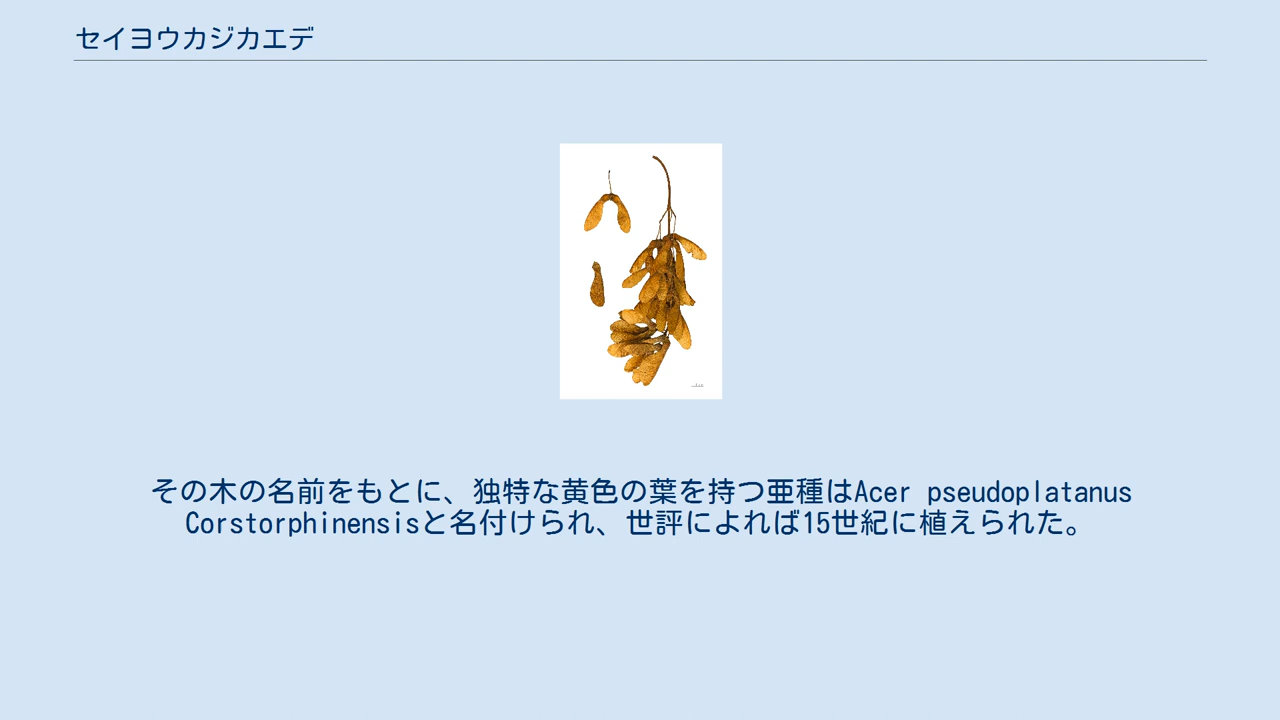 セイヨウカジカエデ
その木の名前をもとに、独特な黄色の葉を持つ亜種はAcer pseudoplatanus
Corstorphinensisと名付けられ、世評によれば15世紀に植えられた。